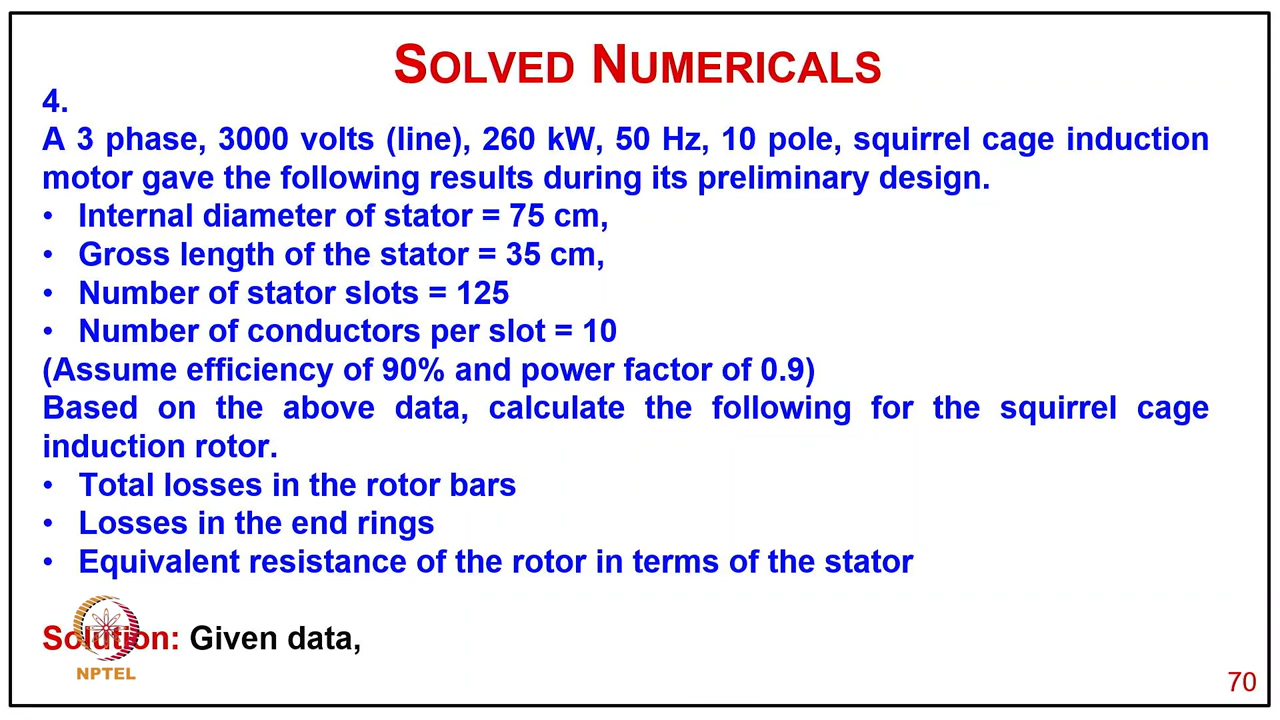 SOLVED NUMERICALS
4.
A 3 phase, 3000 volts (line), 260 kW, 50 Hz, 10 pole, squirrel cage induction
motor gave the following results during its preliminary design.
• Internal diameter of stator = 75 cm,
• Gross length of the stator = 35 cm,
• Number of stator slots = 125
• Number of conductors per slot = 10
(Assume efficiency of 90% and power factor of 0.9)
Based on the above data, calculate the following for the squirrel cage
induction rotor.
• Total losses in the rotor bars
• Losses in the end rings
• Equivalent resistance of the rotor in terms of the stator
Solution: Given data,
NPTEL
70